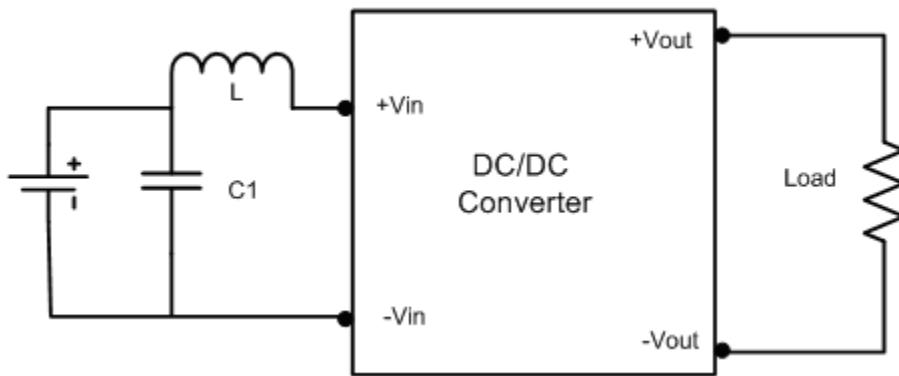 +Vout
L
+Vin
+
C1
DC/DC
Converter
Load
-Vin
-Vout